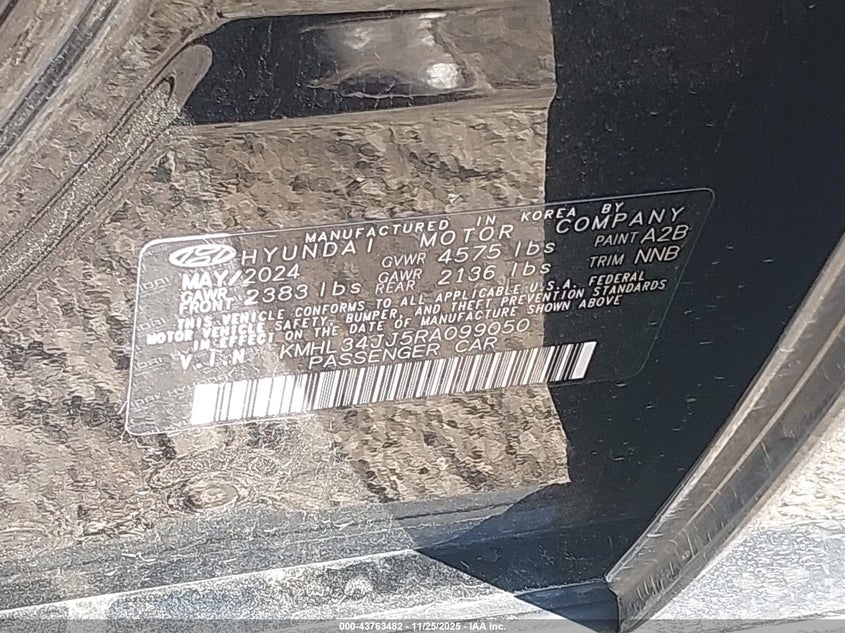 MANUFACTURED IN KOREA BY
HYUNDAI MOTOR COMPANY
MAY/2024 GVWR 4575 lbs PAINT A2B
GAWR FRONT 2383 lbs GAWR REAR 2136 lbs TRIM NNB
THIS VEHICLE CONFORMS TO ALL APPLICABLE U.S.A. FEDERAL
MOTOR VEHICLE SAFETY, BUMPER, AND THEFT PREVENTION STANDARDS
IN EFFECT ON THE DATE OF MANUFACTURE SHOWN ABOVE
V.I.N KMHL34JJ5RA099050
PASSENGER CAR
000-43763482 - 11/25/2025 - IAA Inc.